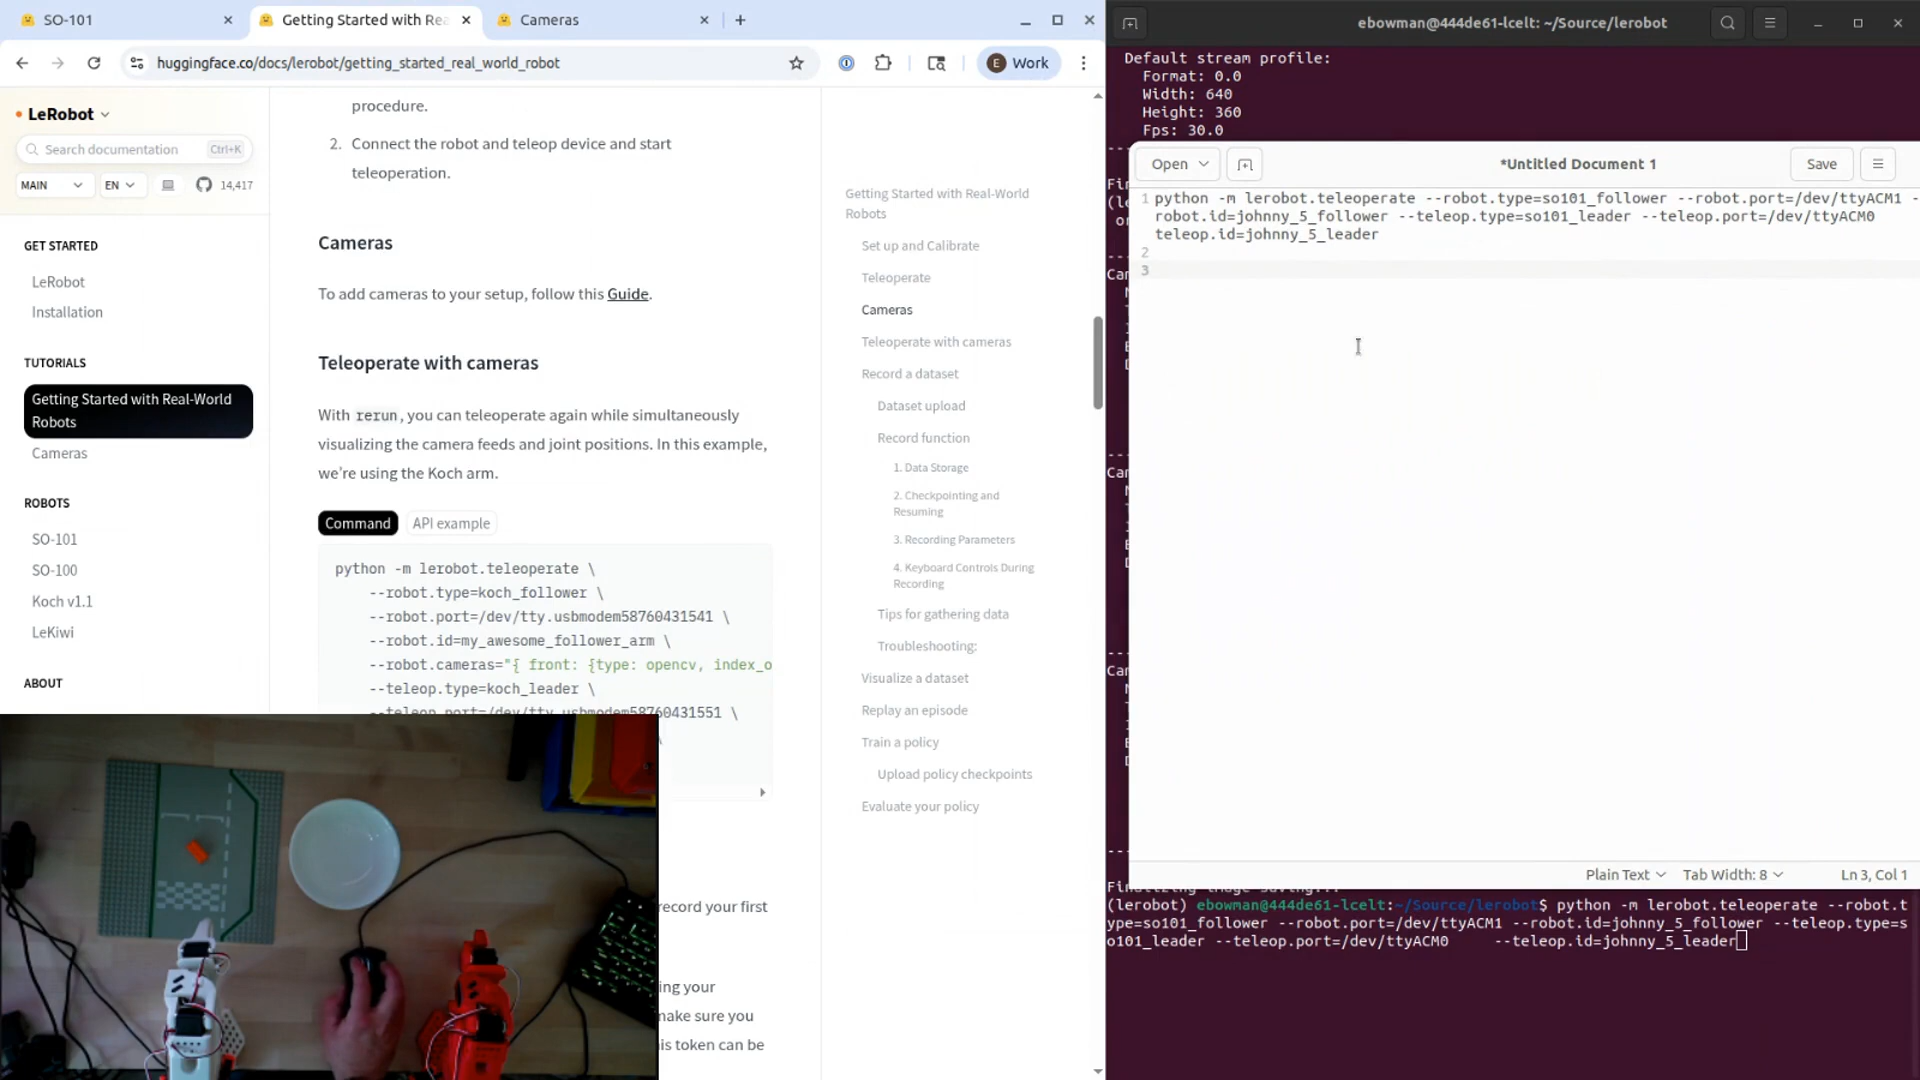 SO-101
Getting Started with Rea
Cameras
huggingface.co/docs/lerobot/getting_started_real_world_robot
E Work
LeRobot
Search documentation Ctrl+K
MAIN EN 14,417
GET STARTED
LeRobot
Installation
TUTORIALS
Getting Started with Real-World
Robots
Cameras
ROBOTS
SO-101
SO-100
Koch v1.1
LeKiwi
ABOUT
procedure.
2. Connect the robot and teleop device and start
teleoperation.
Cameras
To add cameras to your setup, follow this Guide.
Teleoperate with cameras
With rerun, you can teleoperate again while simultaneously
visualizing the camera feeds and joint positions. In this example,
we're using the Koch arm.
Command API example
python -m lerobot.teleoperate \
--robot.type=koch_follower \
--robot.port=/dev/tty.usbmodem58760431541 \
--robot.id=my_awesome_follower_arm \
--robot.cameras="{ front: {type: opencv, index_o
--teleop.type=koch_leader \
--teleop.port=/dev/tty.usbmodem58760431551 \
\
record your first
ing your
make sure you
is token can be
Getting Started with Real-World
Robots
Set up and Calibrate
Teleoperate
Cameras
Teleoperate with cameras
Record a dataset
Dataset upload
Record function
1. Data Storage
2. Checkpointing and
Resuming
3. Recording Parameters
4. Keyboard Controls During
Recording
Tips for gathering data
Troubleshooting:
Visualize a dataset
Replay an episode
Train a policy
Upload policy checkpoints
Evaluate your policy
ebowman@444de61-lcelt: ~/Source/lerobot
Default stream profile:
Format: 0.0
Width: 640
Height: 360
Fps: 30.0
Open *Untitled Document 1 Save
1 python -m lerobot.teleoperate --robot.type=so101_follower --robot.port=/dev/ttyACM1 -
robot.id=johnny_5_follower --teleop.type=so101_leader --teleop.port=/dev/ttyACM0
teleop.id=johnny_5_leader
2
3
Plain Text Tab Width: 8 Ln 3, Col 1
Finalizing image saving...
(lerobot) ebowman@444de61-lcelt:~/Source/lerobot$ python -m lerobot.teleoperate --robot.t
ype=so101_follower --robot.port=/dev/ttyACM1 --robot.id=johnny_5_follower --teleop.type=s
o101_leader --teleop.port=/dev/ttyACM0 --teleop.id=johnny_5_leader